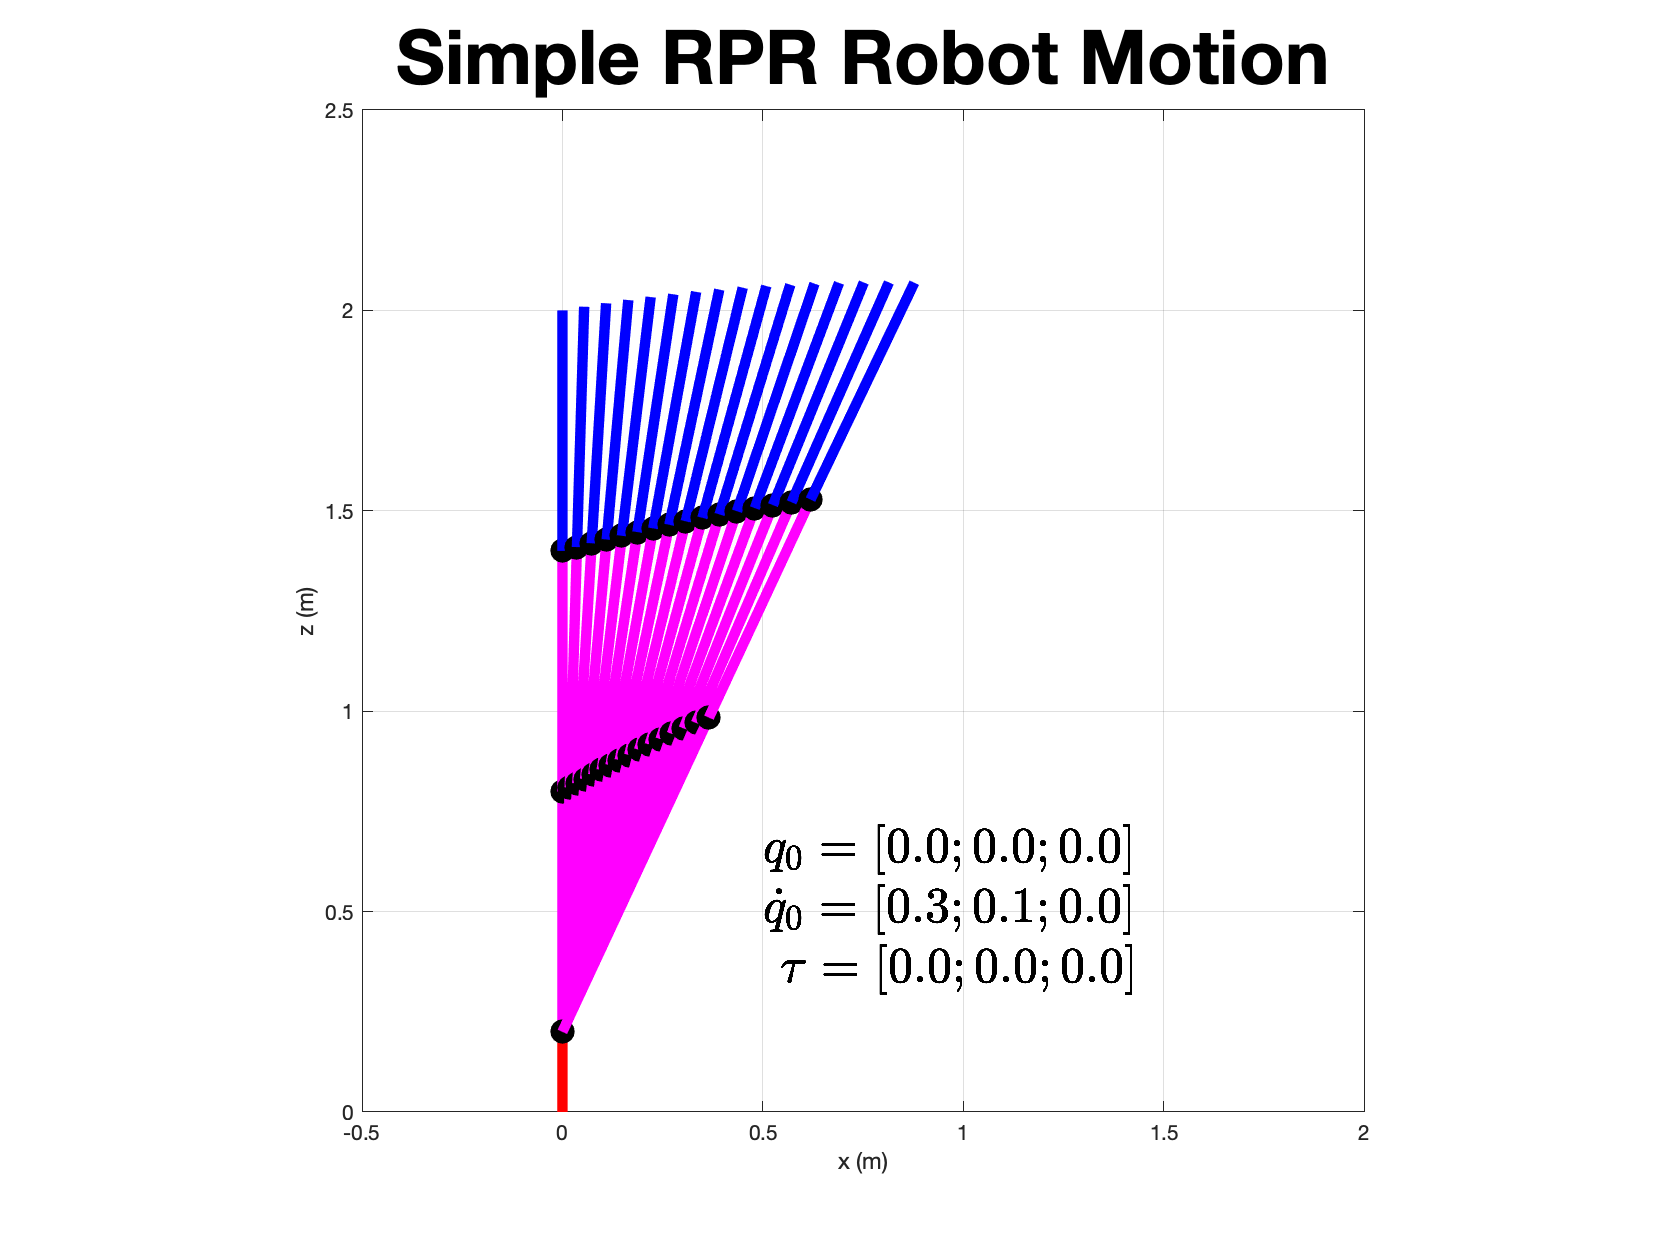 Simple RPR Robot Motion
2.5
2
1.5
1
0.5
0
z (m)
q₀ = [0.0; 0.0; 0.0]
q̇₀ = [0.3; 0.1; 0.0]
τ = [0.0; 0.0; 0.0]
-0.5 0 0.5 1 1.5 2
x (m)